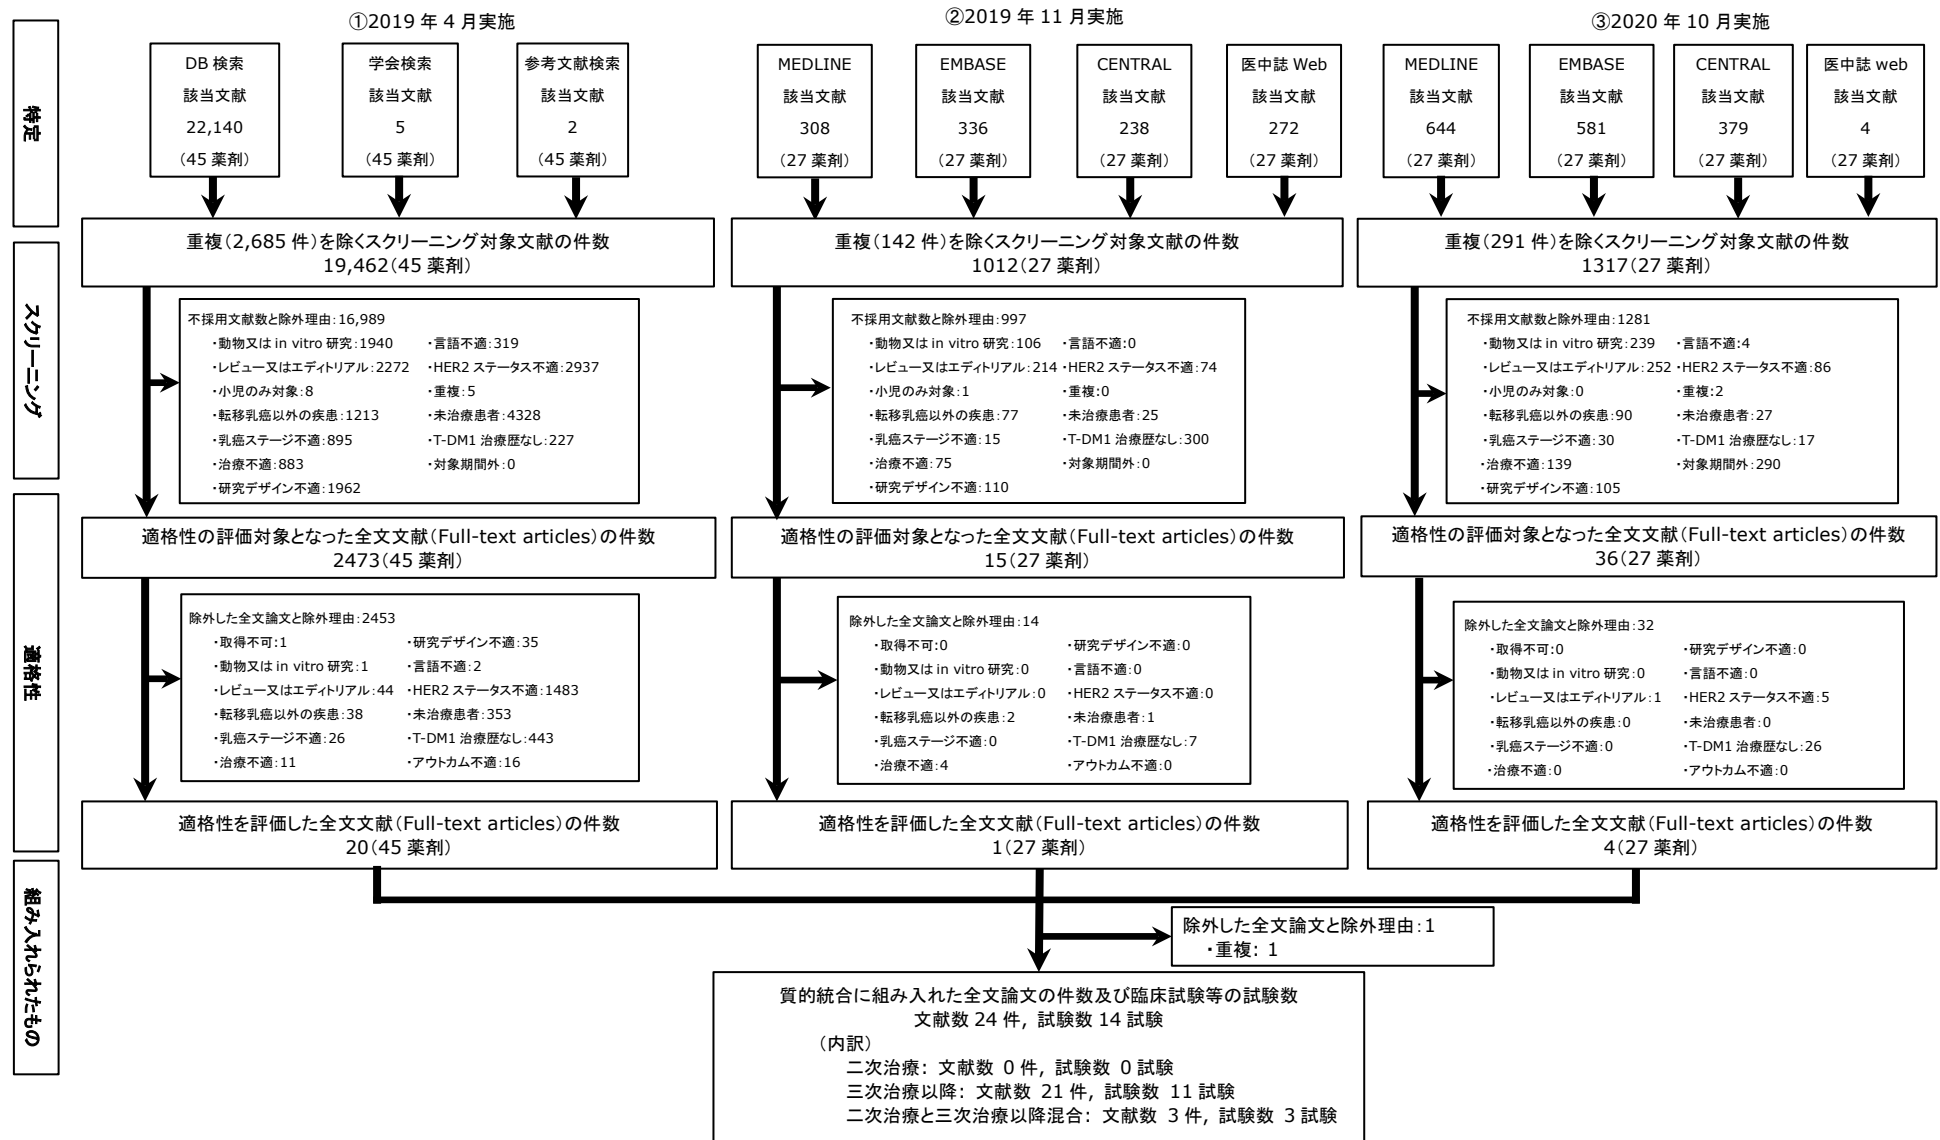 ①2019 年 4 月実施
②2019 年 11 月実施
③2020 年 10 月実施
特定
DB 検索
該当文献
22,140
（45 薬剤）
学会検索
該当文献
5
（45 薬剤）
参考文献検索
該当文献
2
（45 薬剤）
MEDLINE
該当文献
308
（27 薬剤）
EMBASE
該当文献
336
（27 薬剤）
CENTRAL
該当文献
238
（27 薬剤）
医中誌 Web
該当文献
272
（27 薬剤）
MEDLINE
該当文献
644
（27 薬剤）
EMBASE
該当文献
581
（27 薬剤）
CENTRAL
該当文献
379
（27 薬剤）
医中誌 web
該当文献
4
（27 薬剤）
スクリーニング
重複（2,685 件）を除くスクリーニング対象文献の件数
19,462（45 薬剤）
重複（142 件）を除くスクリーニング対象文献の件数
1012（27 薬剤）
重複（291 件）を除くスクリーニング対象文献の件数
1317（27 薬剤）
不採用文献数と除外理由：16,989
・動物又は in vitro 研究：1940 ・言語不適：319
・レビュー又はエディトリアル：2272 ・HER2 ステータス不適：2937
・小児のみ対象：8 ・重複：5
・転移乳癌以外の疾患：1213 ・未治療患者：4328
・乳癌ステージ不適：895 ・T-DM1 治療歴なし：227
・治療不適：883 ・対象期間外：0
・研究デザイン不適：1962
不採用文献数と除外理由：997
・動物又は in vitro 研究：106 ・言語不適：0
・レビュー又はエディトリアル：214 ・HER2 ステータス不適：74
・小児のみ対象：1 ・重複：0
・転移乳癌以外の疾患：77 ・未治療患者：25
・乳癌ステージ不適：15 ・T-DM1 治療歴なし：300
・治療不適：75 ・対象期間外：0
・研究デザイン不適：110
不採用文献数と除外理由：1281
・動物又は in vitro 研究：239 ・言語不適：4
・レビュー又はエディトリアル：252 ・HER2 ステータス不適：86
・小児のみ対象：0 ・重複：2
・転移乳癌以外の疾患：90 ・未治療患者：27
・乳癌ステージ不適：30 ・T-DM1 治療歴なし：17
・治療不適：139 ・対象期間外：290
・研究デザイン不適：105
適格性
適格性の評価対象となった全文文献（Full-text articles）の件数
2473（45 薬剤）
適格性の評価対象となった全文文献（Full-text articles）の件数
15（27 薬剤）
適格性の評価対象となった全文文献（Full-text articles）の件数
36（27 薬剤）
除外した全文論文と除外理由：2453
・取得不可：1 ・研究デザイン不適：35
・動物又は in vitro 研究：1 ・言語不適：2
・レビュー又はエディトリアル：44 ・HER2 ステータス不適：1483
・転移乳癌以外の疾患：38 ・未治療患者：353
・乳癌ステージ不適：26 ・T-DM1 治療歴なし：443
・治療不適：11 ・アウトカム不適：16
除外した全文論文と除外理由：14
・取得不可：0 ・研究デザイン不適：0
・動物又は in vitro 研究：0 ・言語不適：0
・レビュー又はエディトリアル：0 ・HER2 ステータス不適：0
・転移乳癌以外の疾患：2 ・未治療患者：1
・乳癌ステージ不適：0 ・T-DM1 治療歴なし：7
・治療不適：4 ・アウトカム不適：0
除外した全文論文と除外理由：32
・取得不可：0 ・研究デザイン不適：0
・動物又は in vitro 研究：0 ・言語不適：0
・レビュー又はエディトリアル：1 ・HER2 ステータス不適：5
・転移乳癌以外の疾患：0 ・未治療患者：0
・乳癌ステージ不適：0 ・T-DM1 治療歴なし：26
・治療不適：0 ・アウトカム不適：0
適格性を評価した全文文献（Full-text articles）の件数
20（45 薬剤）
適格性を評価した全文文献（Full-text articles）の件数
1（27 薬剤）
適格性を評価した全文文献（Full-text articles）の件数
4（27 薬剤）
組み入れられたもの
除外した全文論文と除外理由：1
・重複： 1
質的統合に組み入れた全文論文の件数及び臨床試験等の試験数
文献数 24 件， 試験数 14 試験
（内訳）
二次治療： 文献数 0 件， 試験数 0 試験
三次治療以降： 文献数 21 件， 試験数 11 試験
二次治療と三次治療以降混合： 文献数 3 件， 試験数 3 試験